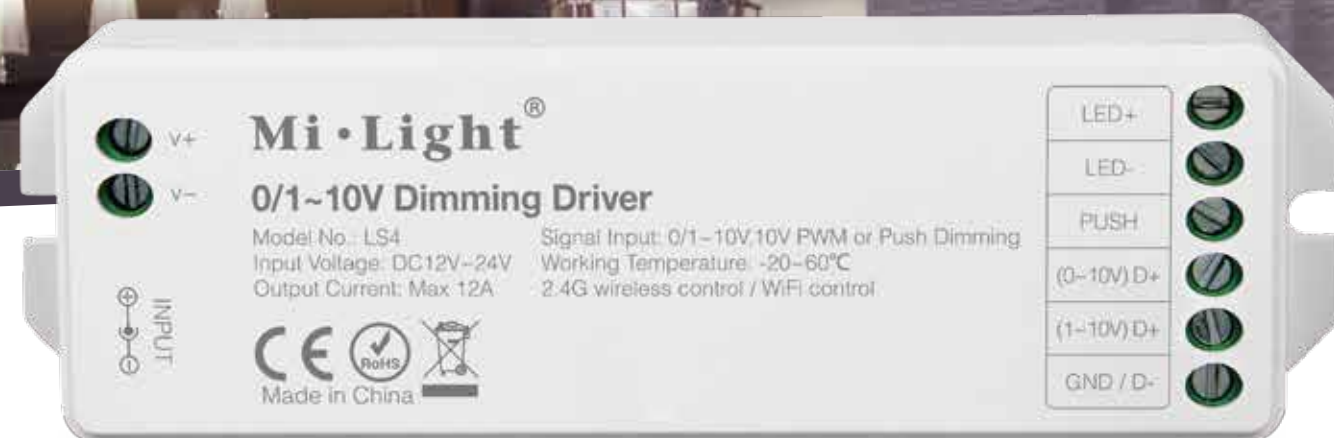 V+
V-
INPUT
Mi·Light®
0/1~10V Dimming Driver
Model No.: LS4
Input Voltage: DC12V~24V
Output Current: Max 12A
Signal Input: 0/1~10V,10V PWM or Push Dimming
Working Temperature: -20~60℃
2.4G wireless control / WiFi control
CE RoHS
Made in China
LED+
LED-
PUSH
(0~10V) D+
(1~10V) D+
GND / D-